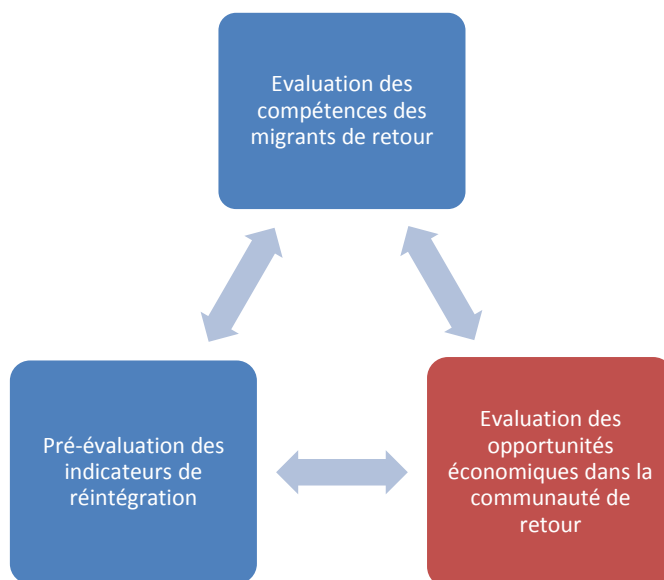 Evaluation des
compétences des
migrants de retour
Pré-évaluation des
indicateurs de
réintégration
Evaluation des
opportunités
économiques dans la
communauté de
retour